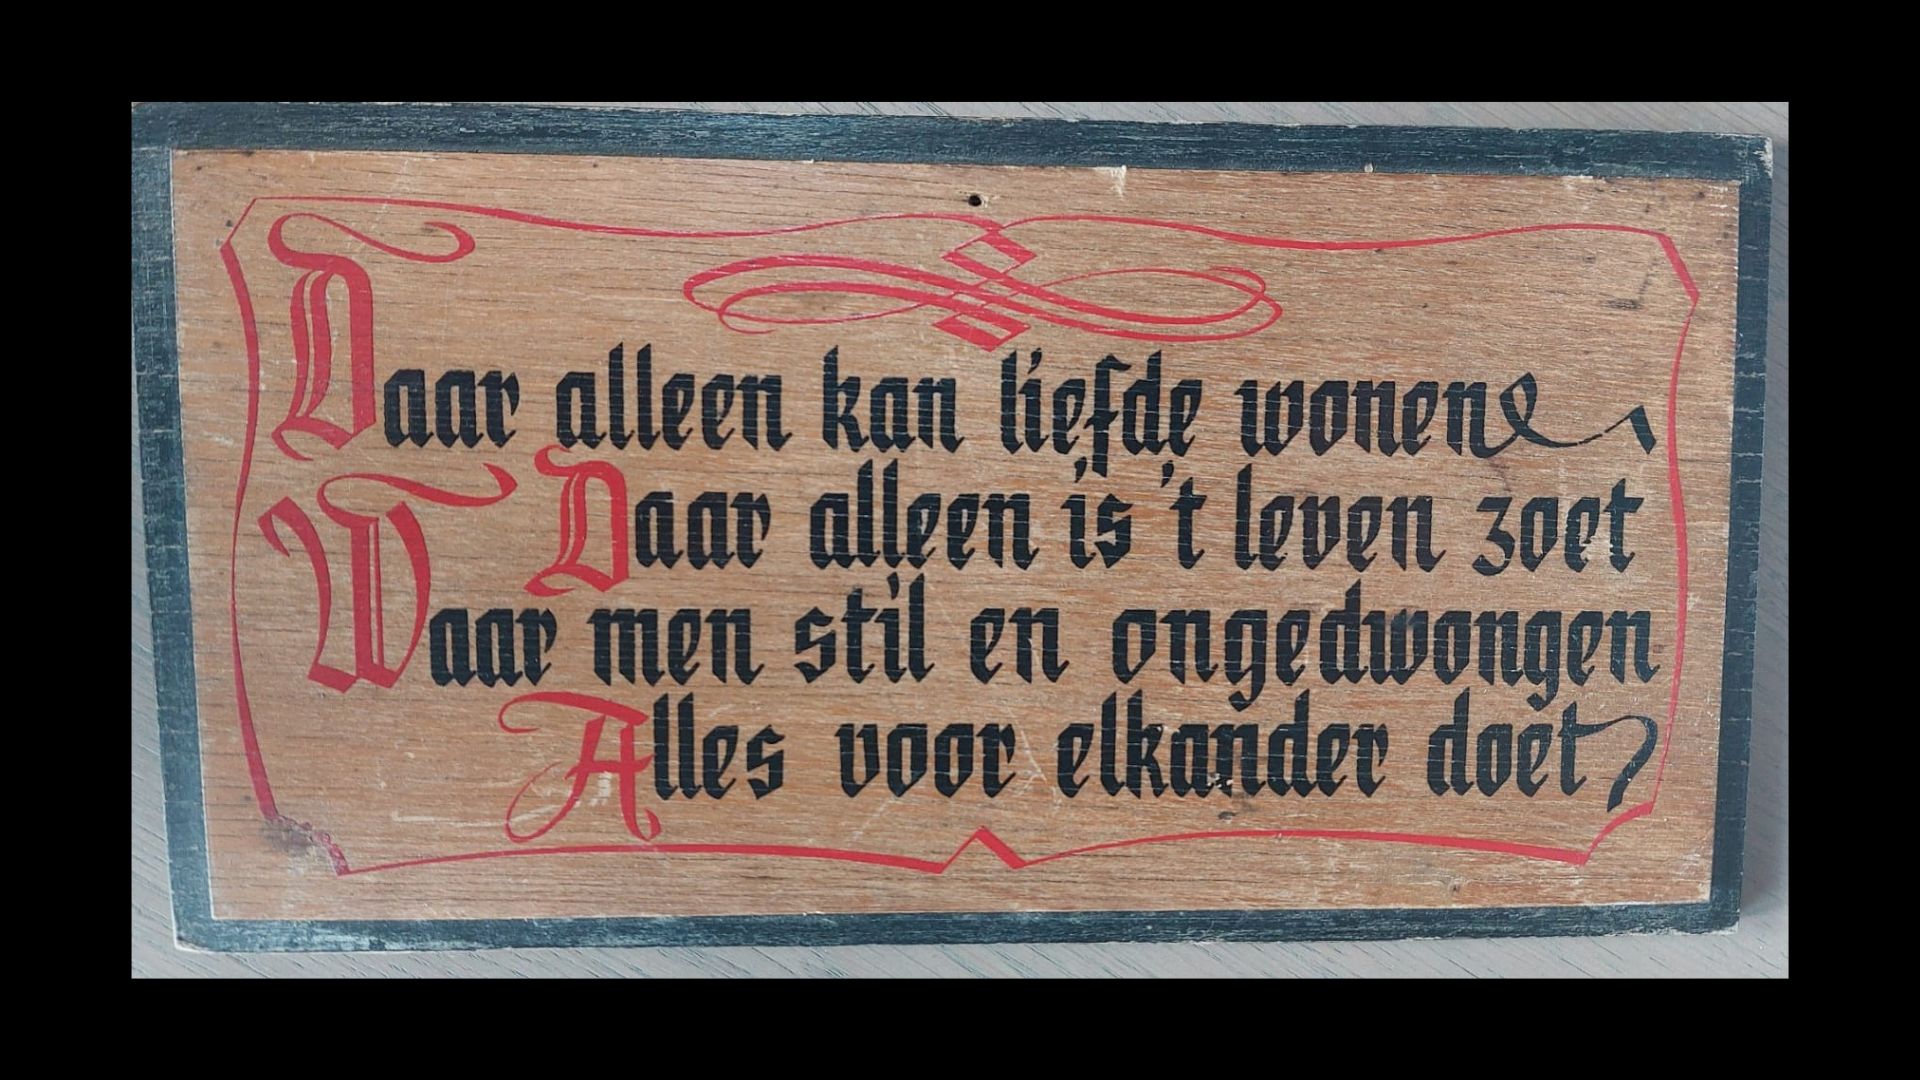 Daar alleen kan liefde wonen
Daar alleen is 't leven zoet
Waar men stil en ongedwongen
Alles voor elkander doet